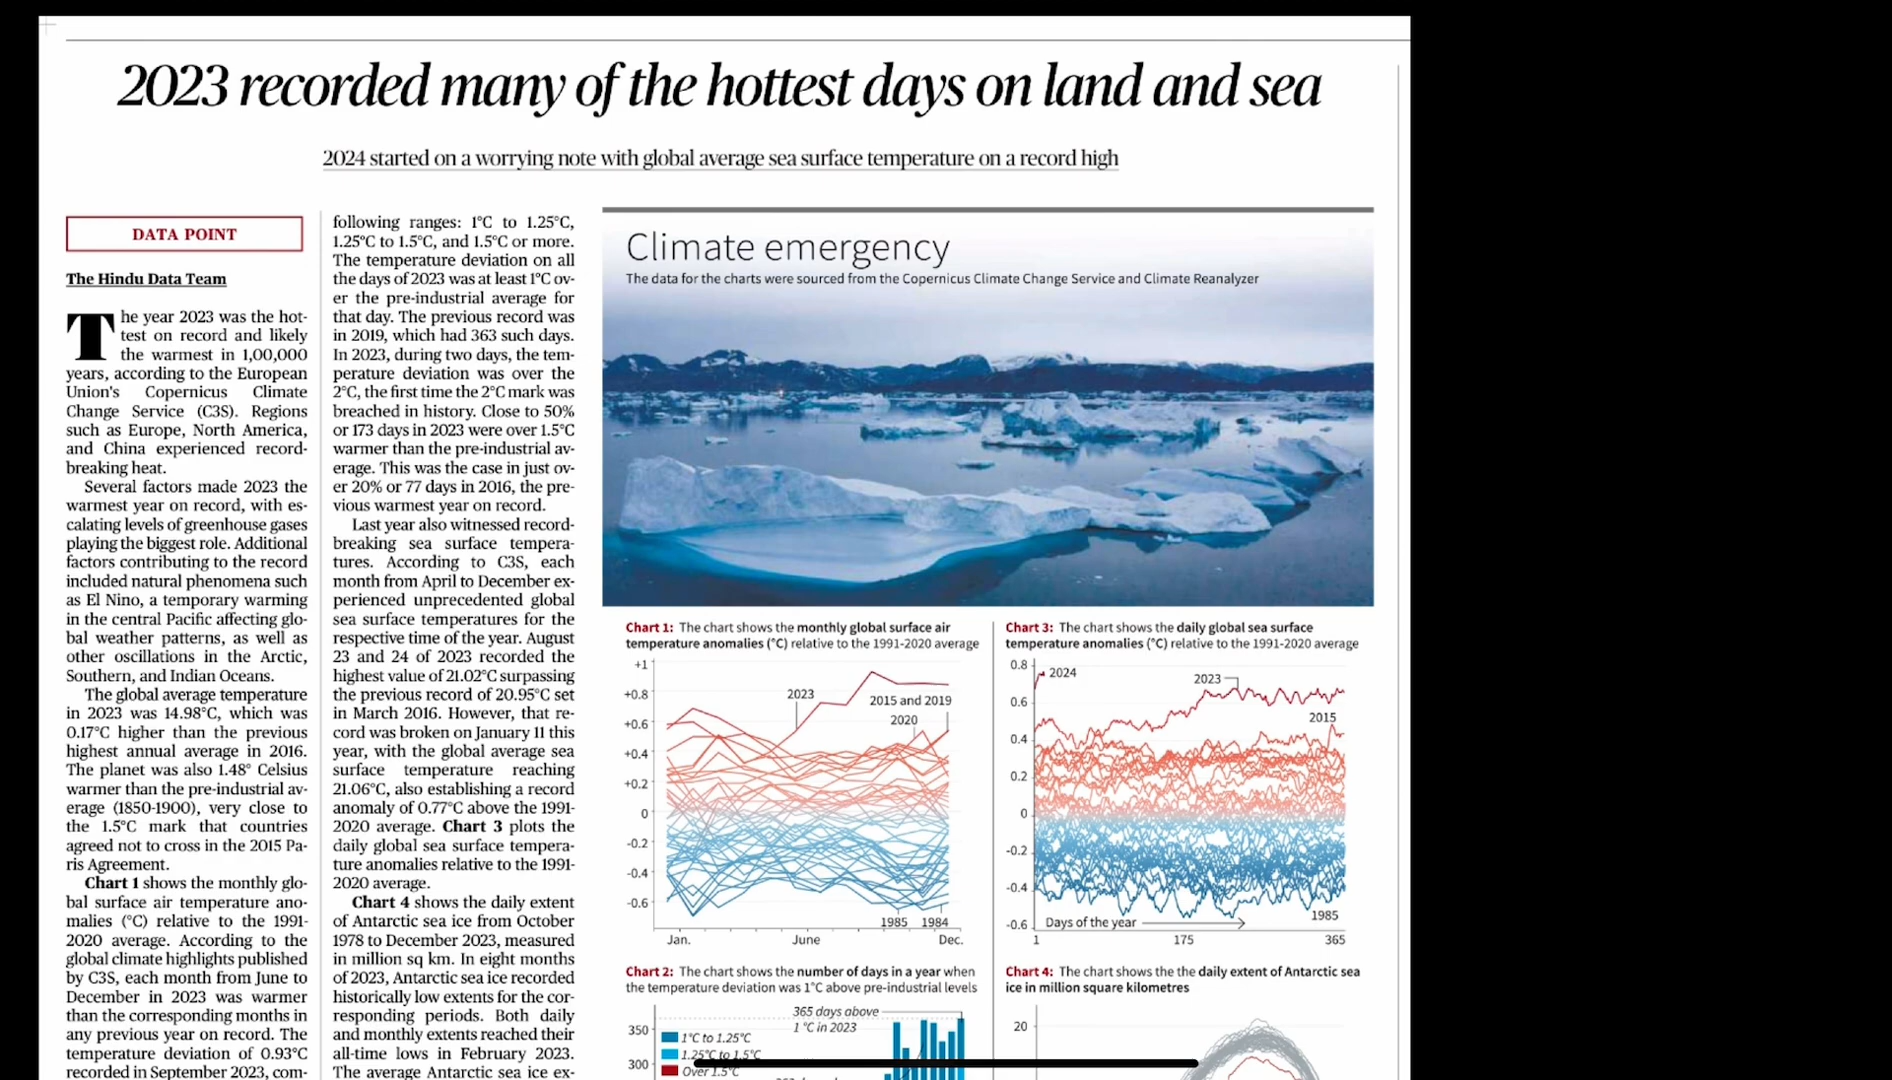 2023 recorded many of the hottest days on land and sea
2024 started on a worrying note with global average sea surface temperature on a record high
DATA POINT
The Hindu Data Team
The year 2023 was the hot-
test on record and likely
the warmest in 1,00,000
years, according to the European
Union's Copernicus Climate
Change Service (C3S). Regions
such as Europe, North America,
and China experienced record-
breaking heat.
Several factors made 2023 the
warmest year on record, with es-
calating levels of greenhouse gases
playing the biggest role. Additional
factors contributing to the record
included natural phenomena such
as El Nino, a temporary warming
in the central Pacific affecting glo-
bal weather patterns, as well as
other oscillations in the Arctic,
Southern, and Indian Oceans.
The global average temperature
in 2023 was 14.98°C, which was
0.17°C higher than the previous
highest annual average in 2016.
The planet was also 1.48° Celsius
warmer than the pre-industrial av-
erage (1850-1900), very close to
the 1.5°C mark that countries
agreed not to cross in the 2015 Pa-
ris Agreement.
Chart 1 shows the monthly glo-
bal surface air temperature ano-
malies (°C) relative to the 1991-
2020 average. According to the
global climate highlights published
by C3S, each month from June to
December in 2023 was warmer
than the corresponding months in
any previous year on record. The
temperature deviation of 0.93°C
recorded in September 2023, com-
following ranges: 1°C to 1.25°C,
1.25°C to 1.5°C, and 1.5°C or more.
The temperature deviation on all
the days of 2023 was at least 1°C ov-
er the pre-industrial average for
that day. The previous record was
in 2019, which had 363 such days.
In 2023, during two days, the tem-
perature deviation was over the
2°C, the first time the 2°C mark was
breached in history. Close to 50%
or 173 days in 2023 were over 1.5°C
warmer than the pre-industrial av-
erage. This was the case in just ov-
er 20% or 77 days in 2016, the pre-
vious warmest year on record.
Last year also witnessed record-
breaking sea surface tempera-
tures. According to C3S, each
month from April to December ex-
perienced unprecedented global
sea surface temperatures for the
respective time of the year. August
23 and 24 of 2023 recorded the
highest value of 21.02°C surpassing
the previous record of 20.95°C set
in March 2016. However, that re-
cord was broken on January 11 this
year, with the global average sea
surface temperature reaching
21.06°C, also establishing a record
anomaly of 0.77°C above the 1991-
2020 average. Chart 3 plots the
daily global sea surface tempera-
ture anomalies relative to the 1991-
2020 average.
Chart 4 shows the daily extent
of Antarctic sea ice from October
1978 to December 2023, measured
in million sq km. In eight months
of 2023, Antarctic sea ice recorded
historically low extents for the cor-
responding periods. Both daily
and monthly extents reached their
all-time lows in February 2023.
The average Antarctic sea ice ex-
Climate emergency
The data for the charts were sourced from the Copernicus Climate Change Service and Climate Reanalyzer
Chart 1: The chart shows the monthly global surface air
temperature anomalies (°C) relative to the 1991-2020 average
+1
+0.8
+0.6
+0.4
+0.2
0
-0.2
-0.4
-0.6
2023
2015 and 2019
2020
1985 1984
Jan. June Dec.
Chart 3: The chart shows the daily global sea surface
temperature anomalies (°C) relative to the 1991-2020 average
0.8
0.6
0.4
0.2
0
-0.2
-0.4
-0.6
2024
2023
2015
1985
Days of the year
1 175 365
Chart 2: The chart shows the number of days in a year when
the temperature deviation was 1°C above pre-industrial levels
350
300
1°C to 1.25°C
1.25°C to 1.5°C
Over 1.5°C
365 days above
1 °C in 2023
Chart 4: The chart shows the the daily extent of Antarctic sea
ice in million square kilometres
20